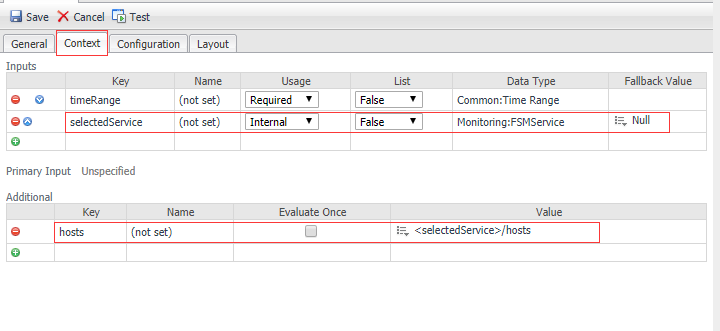 Save Cancel Test
General Context Configuration Layout
Inputs
Key Name Usage List Data Type Fallback Value
timeRange (not set) Required False Common:Time Range
selectedService (not set) Internal False Monitoring:FSMService Null
Primary Input Unspecified
Additional
Key Name Evaluate Once Value
hosts (not set) <selectedService>/hosts